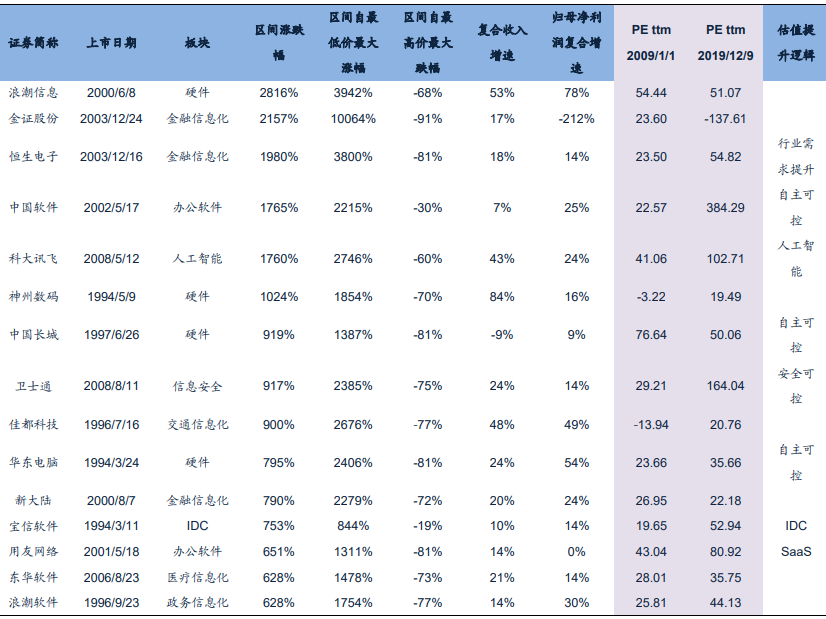 证券简称 上市日期 板块 区间涨跌幅 区间自最低价最大涨幅 区间自最高价最大跌幅 复合收入增速 归母净利润复合增速 PE ttm 2009/1/1 PE ttm 2019/12/9 估值提升逻辑
浪潮信息 2000/6/8 硬件 2816% 3942% -68% 53% 78% 54.44 51.07
金证股份 2003/12/24 金融信息化 2157% 10064% -91% 17% -212% 23.60 -137.61
恒生电子 2003/12/16 金融信息化 1980% 3800% -81% 18% 14% 23.50 54.82 行业需求提升
中国软件 2002/5/17 办公软件 1765% 2215% -30% 7% 25% 22.57 384.29 自主可控
科大讯飞 2008/5/12 人工智能 1760% 2746% -60% 43% 24% 41.06 102.71 人工智能
神州数码 1994/5/9 硬件 1024% 1854% -70% 84% 16% -3.22 19.49
中国长城 1997/6/26 硬件 919% 1387% -81% -9% 9% 76.64 50.06 自主可控
卫士通 2008/8/11 信息安全 917% 2385% -75% 24% 14% 29.21 164.04 安全可控
佳都科技 1996/7/16 交通信息化 900% 2676% -77% 48% 49% -13.94 20.76
华东电脑 1994/3/24 硬件 795% 2406% -81% 24% 54% 23.66 35.66 自主可控
新大陆 2000/8/7 金融信息化 790% 2279% -72% 20% 24% 26.95 22.18
宝信软件 1994/3/11 IDC 753% 844% -19% 10% 14% 19.65 52.94 IDC
用友网络 2001/5/18 办公软件 651% 1311% -81% 14% 0% 43.04 80.92 SaaS
东华软件 2006/8/23 医疗信息化 628% 1478% -73% 21% 14% 28.01 35.75
浪潮软件 1996/9/23 政务信息化 628% 1754% -77% 14% 30% 25.81 44.13